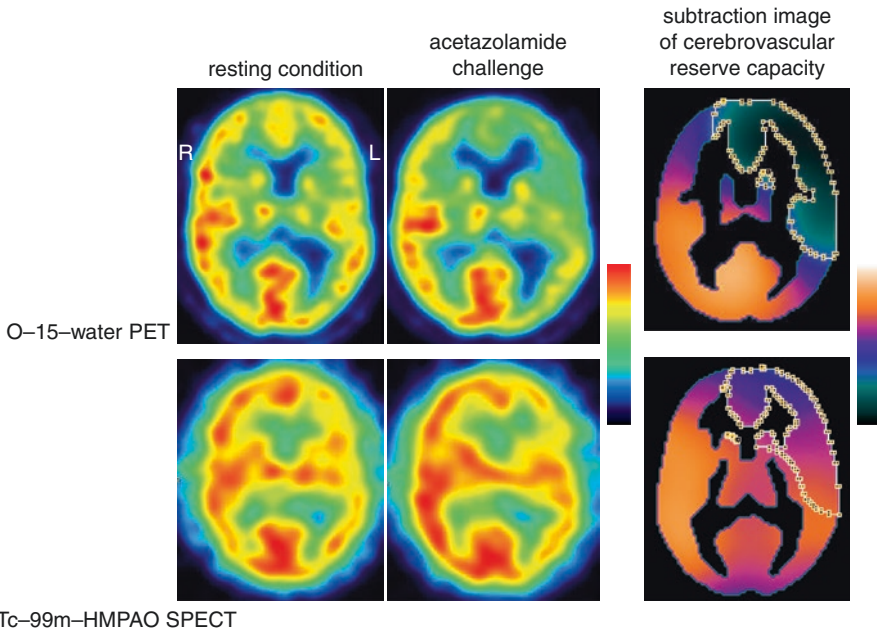 resting condition
acetazolamide
challenge
subtraction image
of cerebrovascular
reserve capacity
R
L
O–15–water PET
Tc–99m–HMPAO SPECT